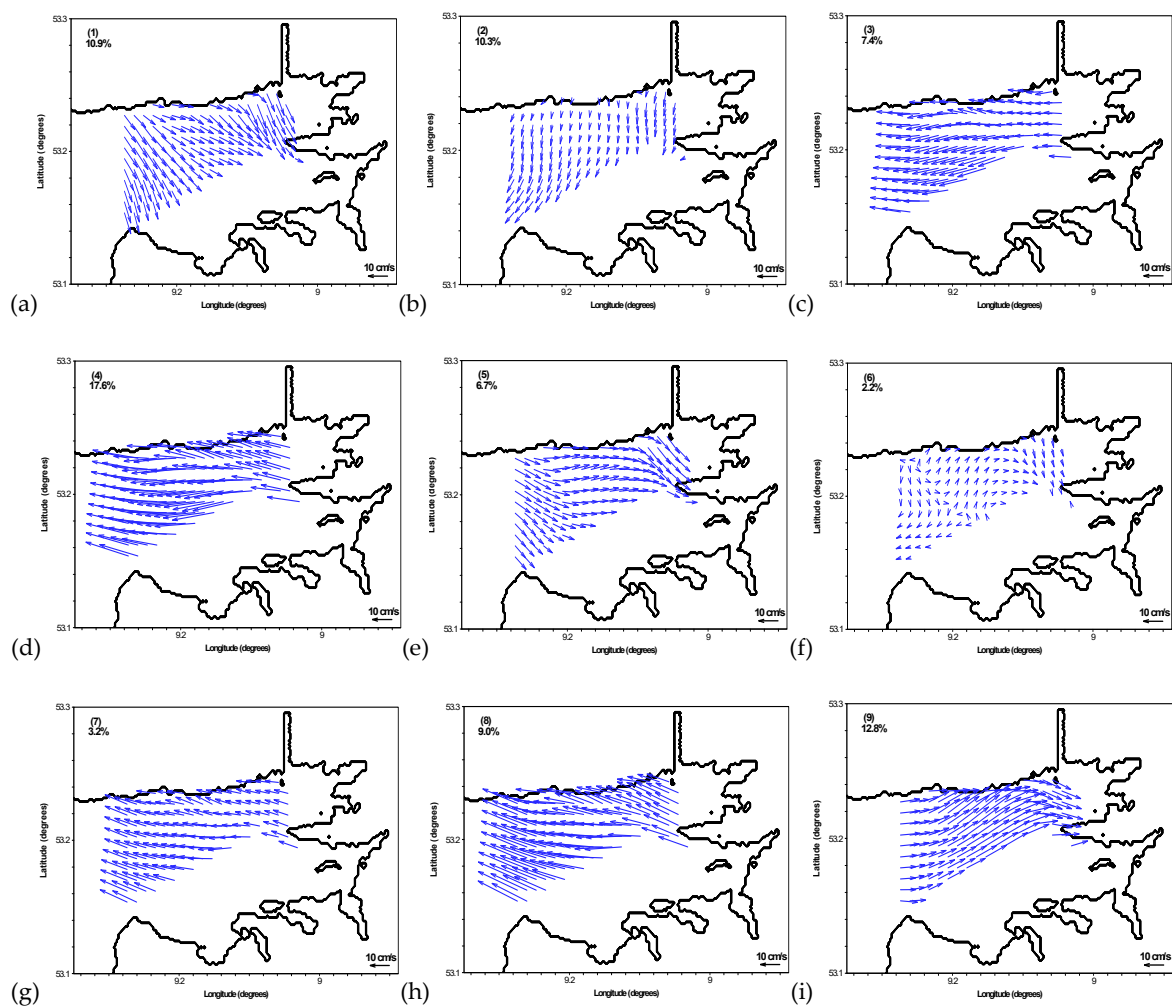 53.3
(1)
10.9%
Latitude (degrees)
53.2
10 cm/s
53.1
9.2
9
Longitude (degrees)
(a)
53.3
(2)
10.3%
Latitude (degrees)
53.2
10 cm/s
53.1
9.2
9
Longitude (degrees)
(b)
53.3
(3)
7.4%
Latitude (degrees)
53.2
10 cm/s
53.1
9.2
9
Longitude (degrees)
(c)
53.3
(4)
17.6%
Latitude (degrees)
53.2
10 cm/s
53.1
9.2
9
Longitude (degrees)
(d)
53.3
(5)
6.7%
Latitude (degrees)
53.2
10 cm/s
53.1
9.2
9
Longitude (degrees)
(e)
53.3
(6)
2.2%
Latitude (degrees)
53.2
10 cm/s
53.1
9.2
9
Longitude (degrees)
(f)
53.3
(7)
3.2%
Latitude (degrees)
53.2
10 cm/s
53.1
9.2
9
Longitude (degrees)
(g)
53.3
(8)
9.0%
Latitude (degrees)
53.2
10 cm/s
53.1
9.2
9
Longitude (degrees)
(h)
53.3
(9)
12.8%
Latitude (degrees)
53.2
10 cm/s
53.1
9.2
9
Longitude (degrees)
(i)